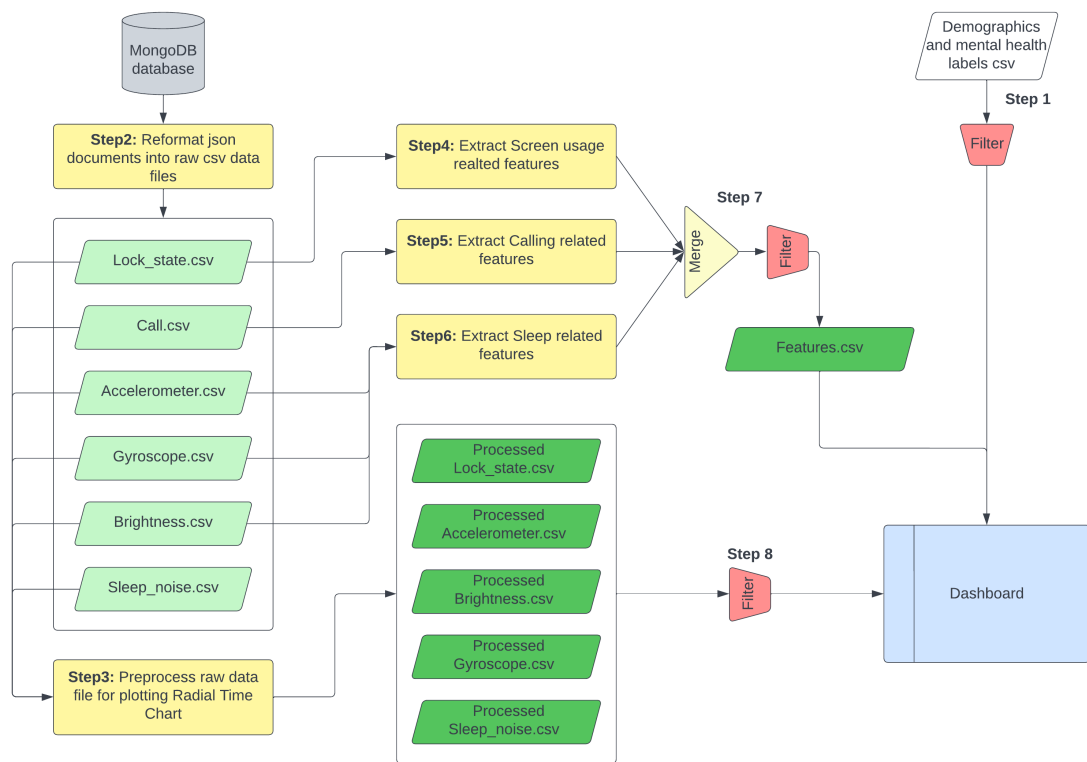 MongoDB
database
Demographics
and mental health
labels csv
Step 1
Filter
Step2: Reformat json
documents into raw csv data
files
Lock_state.csv
Call.csv
Accelerometer.csv
Gyroscope.csv
Brightness.csv
Sleep_noise.csv
Step3: Preprocess raw data
file for plotting Radial Time
Chart
Step4: Extract Screen usage
realted features
Step5: Extract Calling related
features
Step6: Extract Sleep related
features
Step 7
Merge
Filter
Features.csv
Processed
Lock_state.csv
Processed
Accelerometer.csv
Processed
Brightness.csv
Processed
Gyroscope.csv
Processed
Sleep_noise.csv
Step 8
Filter
Dashboard